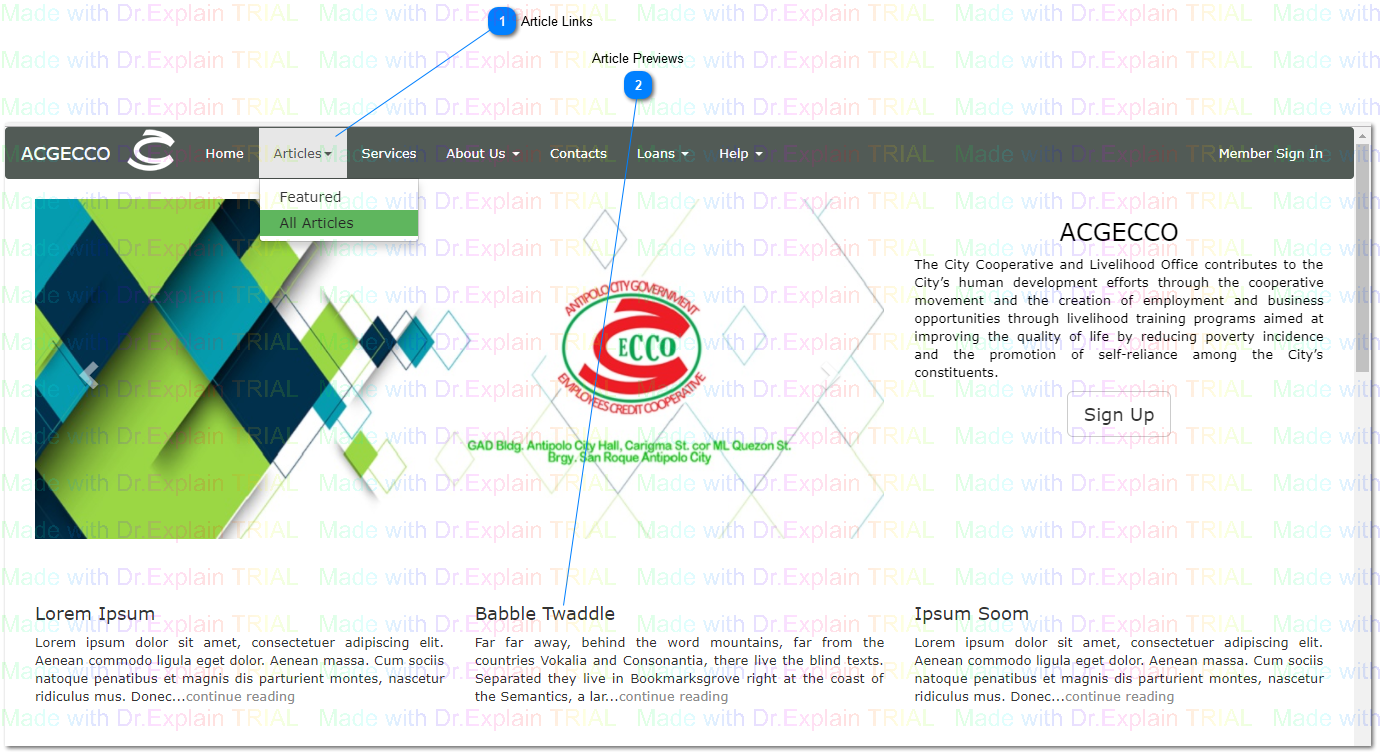 Made with Dr.Explain TRIAL
1 Article Links
Article Previews
2
ACGECCO Home Articles Services About Us Contacts Loans Help Member Sign In
Featured
All Articles
ANTIPOLO CITY GOVERNMENT
ECCO
EMPLOYEES CREDIT COOPERATIVE
GAD Bldg. Antipolo City Hall, Carigma St. cor ML Quezon St.
Brgy. San Roque Antipolo City
ACGECCO
The City Cooperative and Livelihood Office contributes to the
City’s human development efforts through the cooperative
movement and the creation of employment and business
opportunities through livelihood training programs aimed at
improving the quality of life by reducing poverty incidence
and the promotion of self-reliance among the City’s
constituents.
Sign Up
Lorem Ipsum
Lorem ipsum dolor sit amet, consectetuer adipiscing elit.
Aenean commodo ligula eget dolor. Aenean massa. Cum sociis
natoque penatibus et magnis dis parturient montes, nascetur
ridiculus mus. Donec...continue reading
Babble Twaddle
Far far away, behind the word mountains, far from the
countries Vokalia and Consonantia, there live the blind texts.
Separated they live in Bookmarksgrove right at the coast of
the Semantics, a lar...continue reading
Ipsum Soom
Lorem ipsum dolor sit amet, consectetuer adipiscing elit.
Aenean commodo ligula eget dolor. Aenean massa. Cum sociis
natoque penatibus et magnis dis parturient montes, nascetur
ridiculus mus. Donec...continue reading